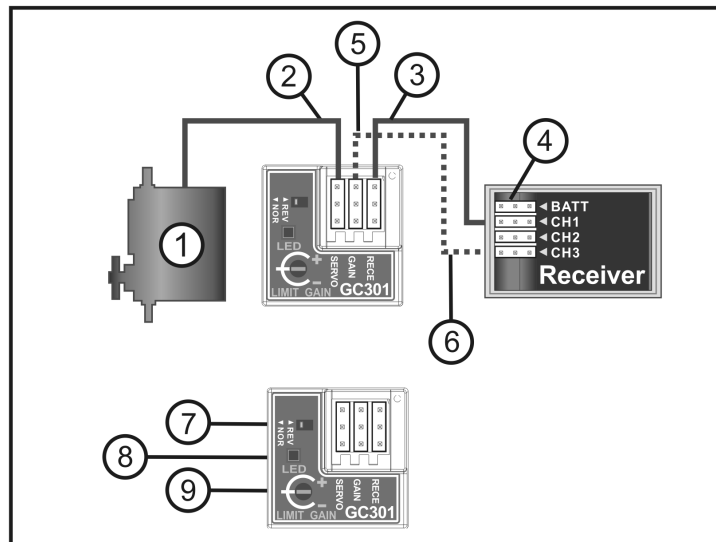 5
2
3
4
1
◀ BATT
◀ CH1
◀ CH2
◀ CH3
Receiver
▲ REV
▼ NOR
LED
+
−
LIMIT GAIN
SERVO
GAIN
RECE
GC301
6
7
8
9
▲ REV
▼ NOR
LED
+
−
LIMIT GAIN
SERVO
GAIN
RECE
GC301